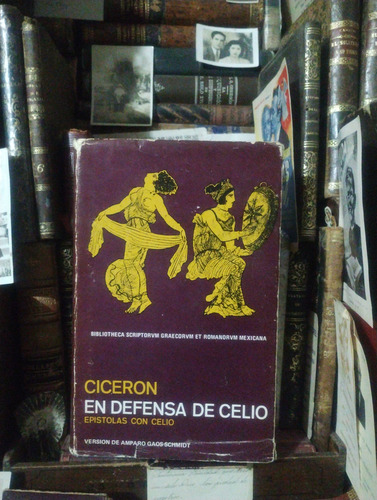 BIBLIOTHECA SCRIPTORVM GRAECORVM ET ROMANORVM MEXICANA
CICERON
EN DEFENSA DE CELIO
EPISTOLAS CON CELIO
VERSION DE AMPARO GAOS SCHMIDT
6